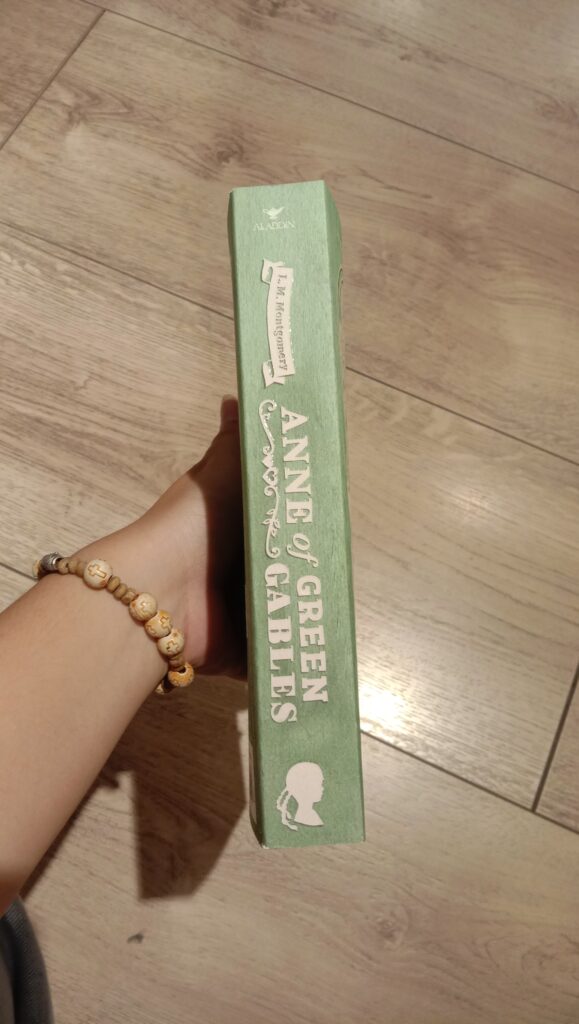 ALADDIN
L. M. Montgomery
ANNE of GREEN
GABLES